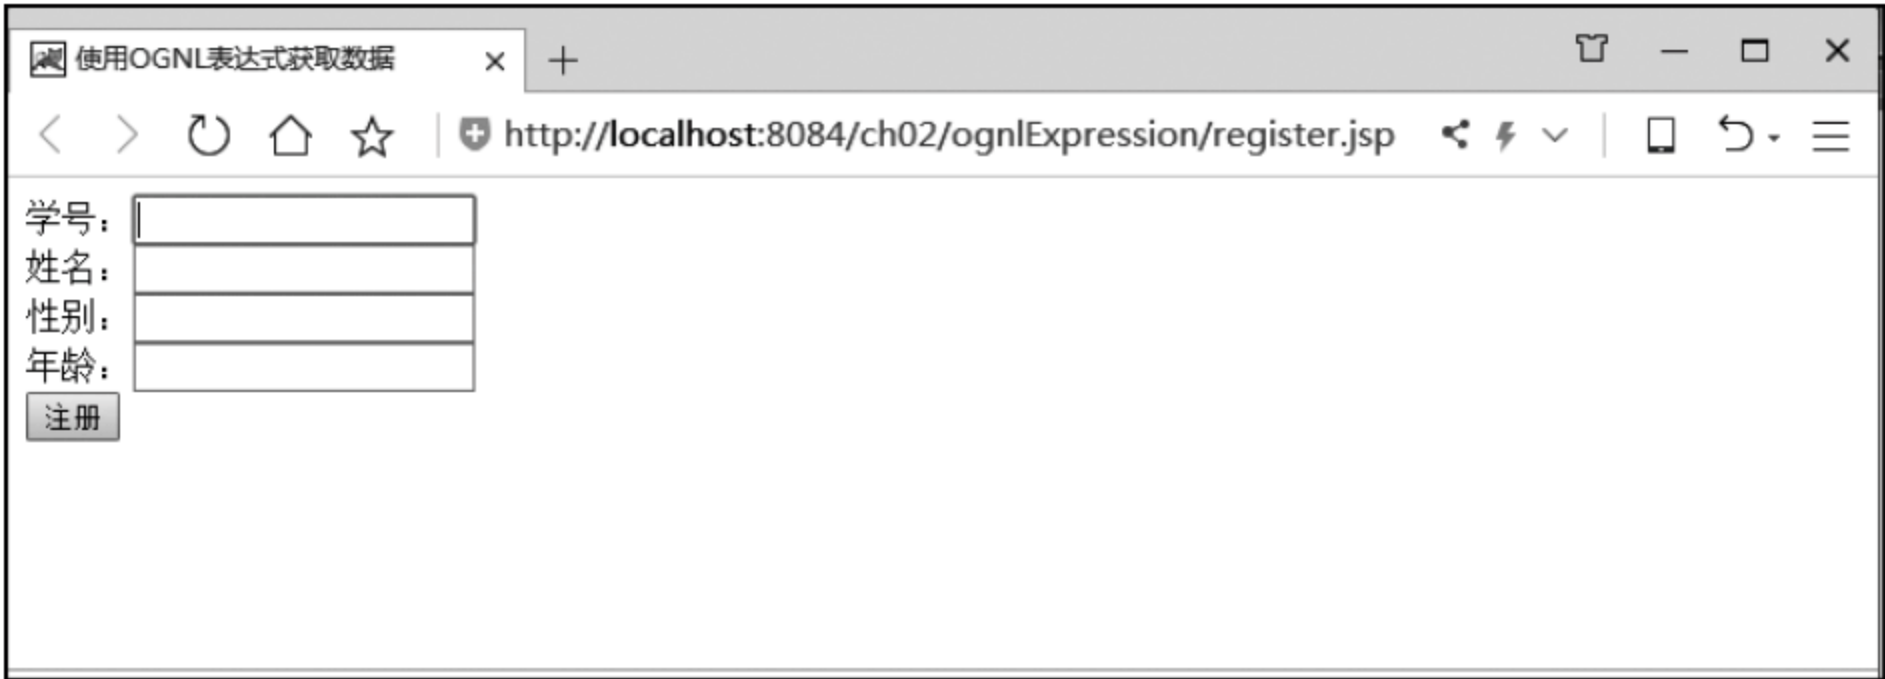 使用OGNL表达式获取数据
http://localhost:8084/ch02/ognlExpression/register.jsp
学号：
姓名：
性别：
年龄：
注册